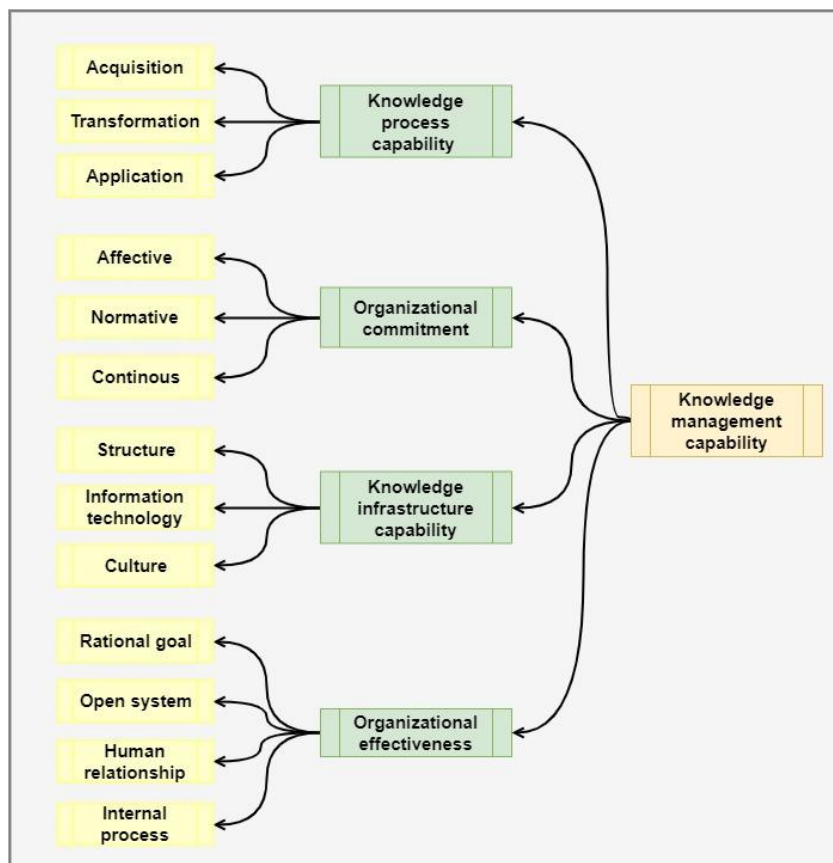 Acquisition
Transformation
Application
Knowledge
process
capability
Affective
Normative
Continous
Organizational
commitment
Structure
Information
technology
Culture
Knowledge
infrastructure
capability
Rational goal
Open system
Human
relationship
Internal
process
Organizational
effectiveness
Knowledge
management
capability